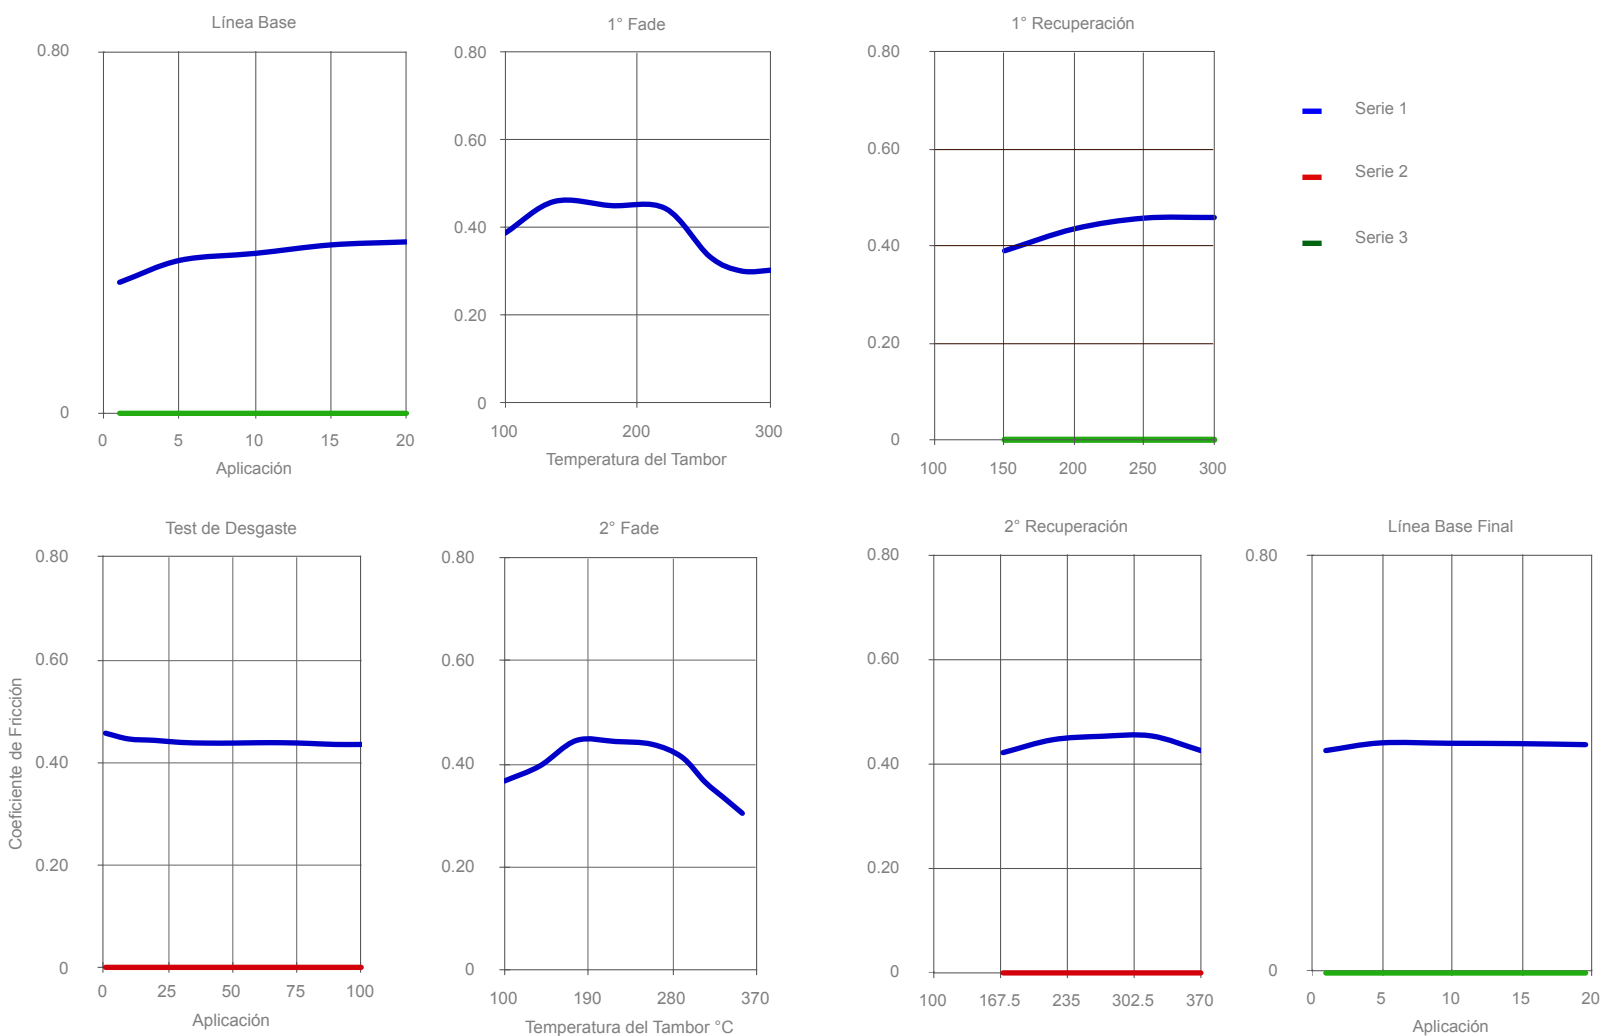 Línea Base
0.80
0
0 5 10 15 20
Aplicación
1° Fade
0.80
0.60
0.40
0.20
0
100 200 300
Temperatura del Tambor
1° Recuperación
0.80
0.60
0.40
0.20
0
100 150 200 250 300
Serie 1
Serie 2
Serie 3
Test de Desgaste
Coeficiente de Fricción
0.80
0.60
0.40
0.20
0
0 25 50 75 100
Aplicación
2° Fade
0.80
0.60
0.40
0.20
0
100 190 280 370
Temperatura del Tambor °C
2° Recuperación
0.80
0.60
0.40
0.20
0
100 167.5 235 302.5 370
Línea Base Final
0.80
0
0 5 10 15 20
Aplicación